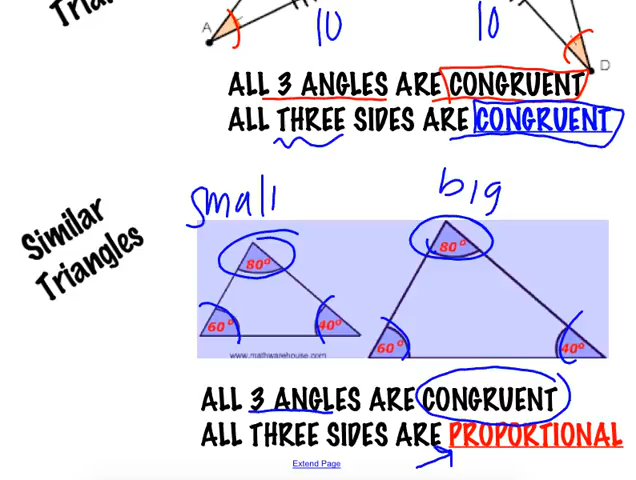 Trian
A
10
10
D
ALL 3 ANGLES ARE CONGRUENT
ALL THREE SIDES ARE CONGRUENT
Similar
Triangles
small
big
80°
60°
40°
80°
60°
40°
www.mathwarehouse.com
ALL 3 ANGLES ARE CONGRUENT
ALL THREE SIDES ARE PROPORTIONAL
Extend Page